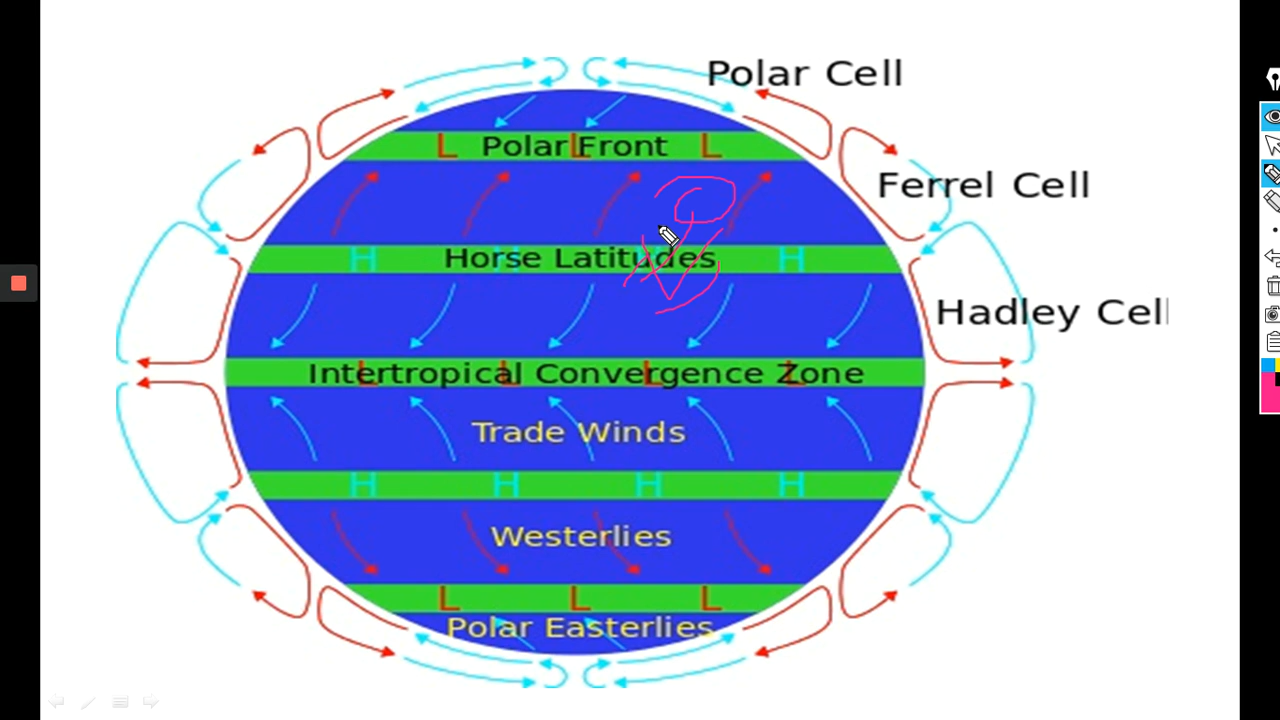 Polar Cell
L Polar Front L L
Ferrel Cell
H Horse Latitudes H
Hadley Cell
Intertropical Convergence Zone
L L L L
Trade Winds
H H H H
Westerlies
L L L
Polar Easterlies